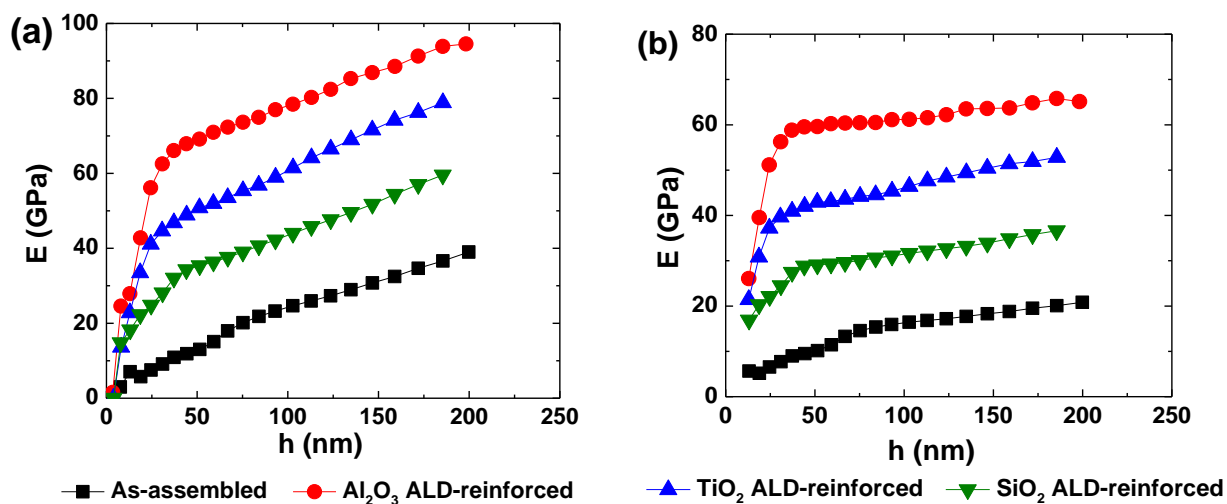 (a)
100
80
60
40
20
0
E (GPa)
0 50 100 150 200 250
h (nm)
(b)
80
60
40
20
0
E (GPa)
0 50 100 150 200 250
h (nm)
As-assembled Al₂O₃ ALD-reinforced TiO₂ ALD-reinforced SiO₂ ALD-reinforced